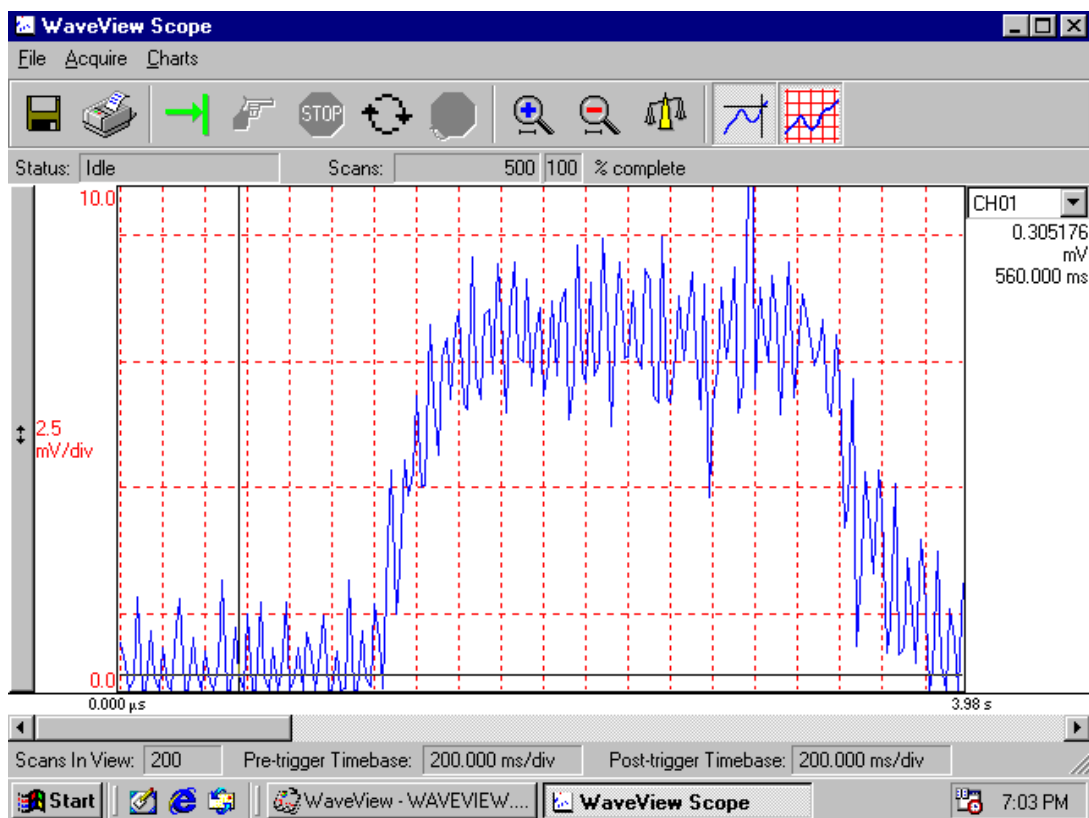 WaveView Scope
File Acquire Charts
STOP
Status: Idle Scans: 500 100 % complete
10.0
CH01
0.305176
mV
560.000 ms
2.5
mV/div
0.0
0.000 µs 3.98 s
Scans In View: 200 Pre-trigger Timebase: 200.000 ms/div Post-trigger Timebase: 200.000 ms/div
Start WaveView - WAVEVIEW.... WaveView Scope 7:03 PM